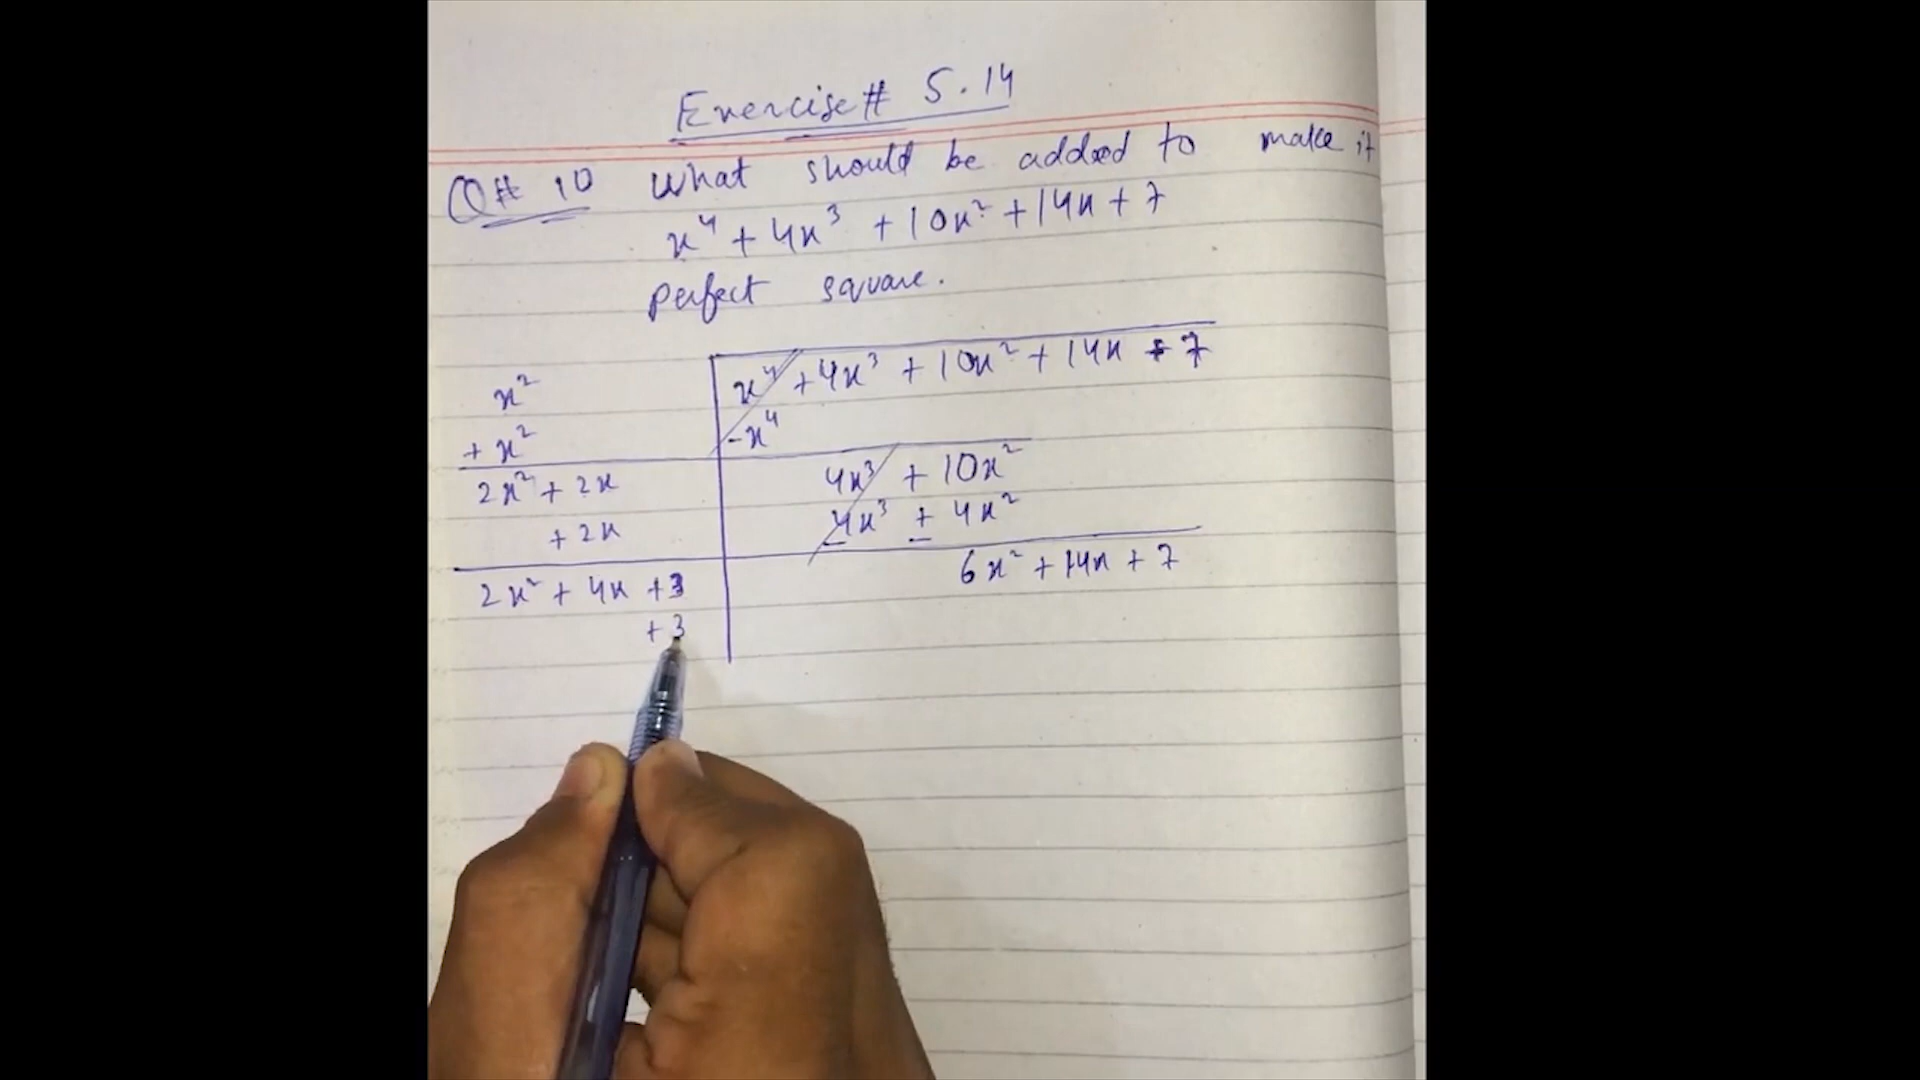 Exercise# 5.14
Q# 10 What should be added to make it
x⁴ + 4x³ + 10x² + 14x + 7
perfect square.
x⁴ + 4x³ + 10x² + 14x + 7
x²
-x⁴
+ x²
4x³ + 10x²
2x² + 2x
4x³ + 4x²
- -
+ 2x
6x² + 14x + 7
2x² + 4x + 3
+ 3